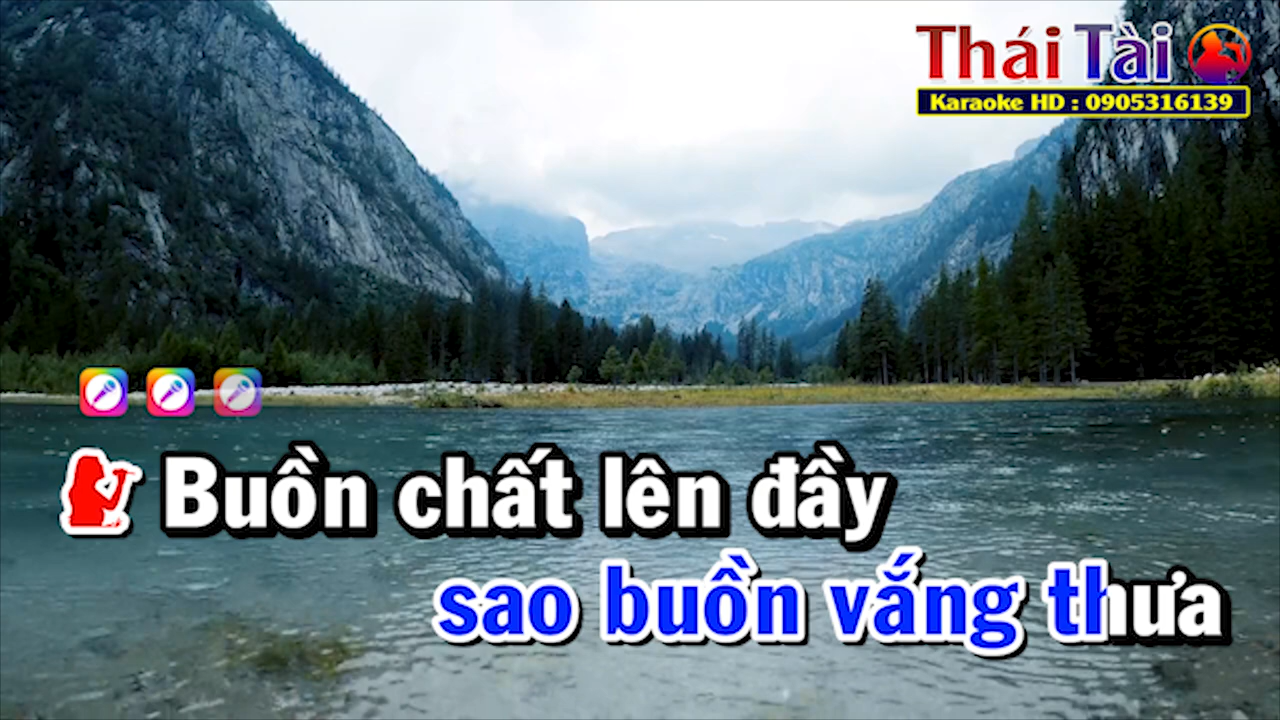 Thái Tài
Karaoke HD : 0905316139
Buồn chất lên đầy
sao buồn vắng thưa